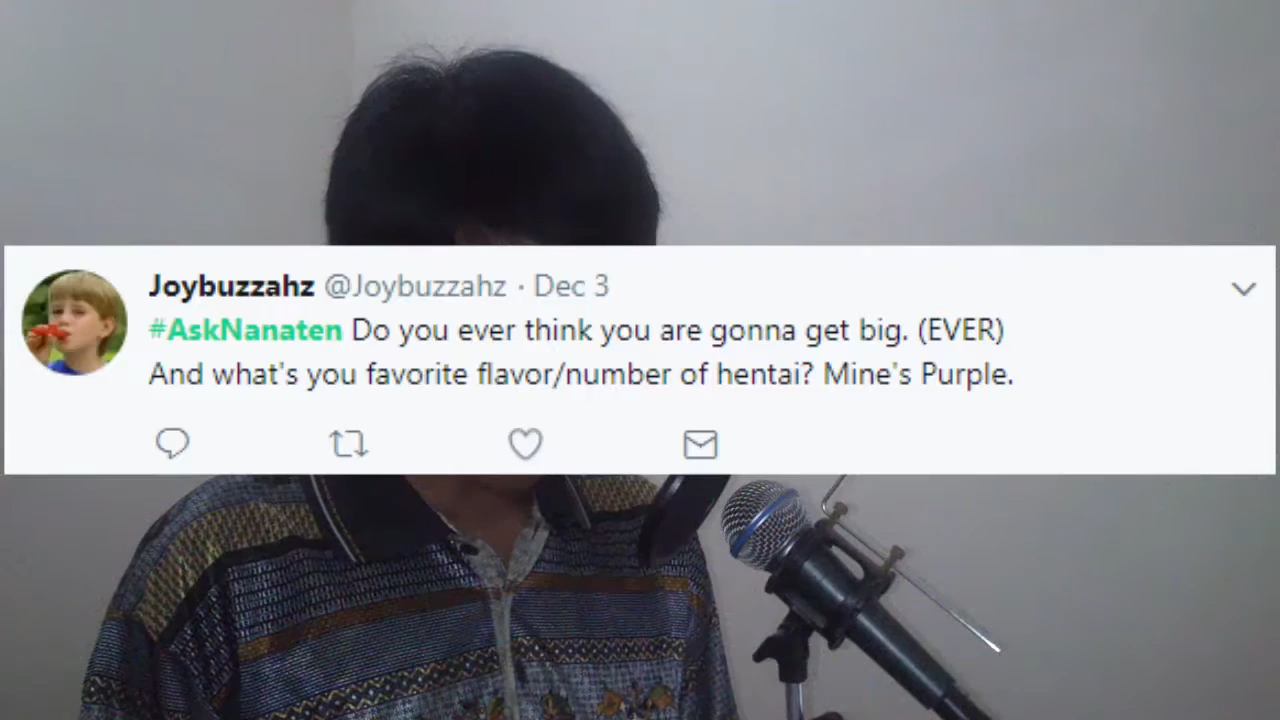 Joybuzzahz @Joybuzzahz · Dec 3
#AskNanaten Do you ever think you are gonna get big. (EVER)
And what's you favorite flavor/number of hentai? Mine's Purple.